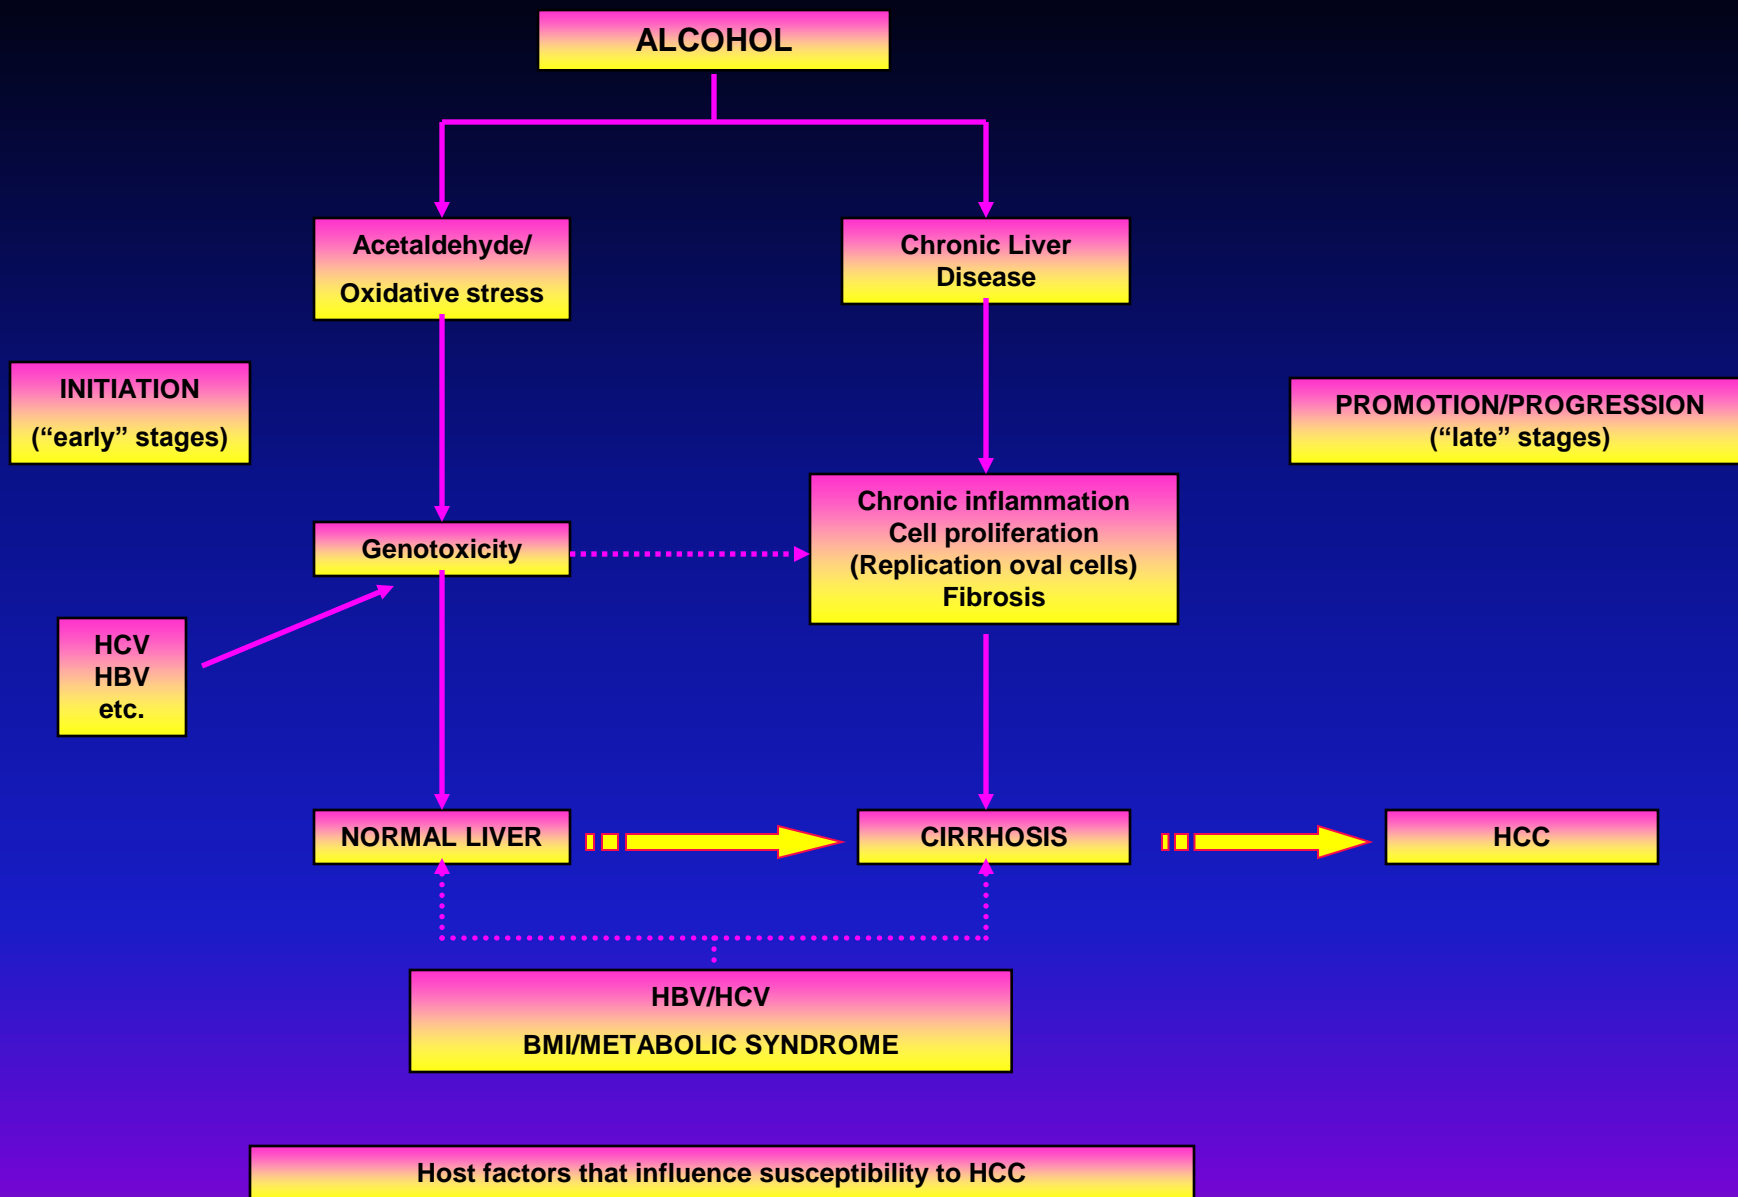 ALCOHOL
Acetaldehyde/
Oxidative stress
Chronic Liver
Disease
INITIATION
(“early” stages)
PROMOTION/PROGRESSION
(“late” stages)
Chronic inflammation
Cell proliferation
(Replication oval cells)
Fibrosis
Genotoxicity
HCV
HBV
etc.
NORMAL LIVER
CIRRHOSIS
HCC
HBV/HCV
BMI/METABOLIC SYNDROME
Host factors that influence susceptibility to HCC